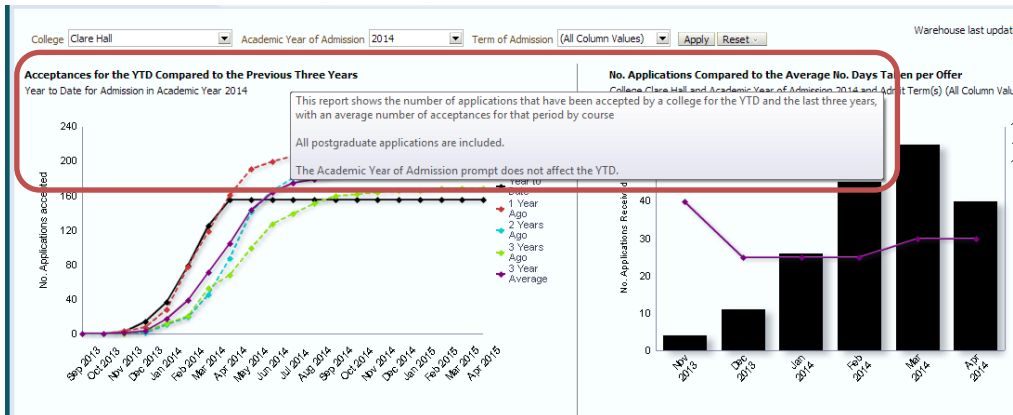 College Clare Hall Academic Year of Admission 2014 Term of Admission (All Column Values) Apply Reset
Warehouse last updat
Acceptances for the YTD Compared to the Previous Three Years
Year to Date for Admission in Academic Year 2014
This report shows the number of applications that have been accepted by a college for the YTD and the last three years,
with an average number of acceptances for that period by course
All postgraduate applications are included.
The Academic Year of Admission prompt does not affect the YTD.
No. Applications accepted
240
200
160
120
80
40
0
Sep 2013
Oct 2013
Nov 2013
Dec 2013
Jan 2014
Feb 2014
Mar 2014
Apr 2014
May 2014
Jun 2014
Jul 2014
Aug 2014
Sep 2014
Oct 2014
Nov 2014
Dec 2014
Jan 2015
Feb 2015
Mar 2015
Apr 2015
Year to
Date
1 Year
Ago
2 Years
Ago
3 Years
Ago
3 Year
Average
No. Applications Compared to the Average No. Days Taken per Offer
College Clare Hall and Academic Year of Admission 2014 and Admit Term(s) (All Column Valu
No. Applications Received
40
30
20
10
0
Nov
2013
Dec
2013
Jan
2014
Feb
2014
Mar
2014
Apr
2014